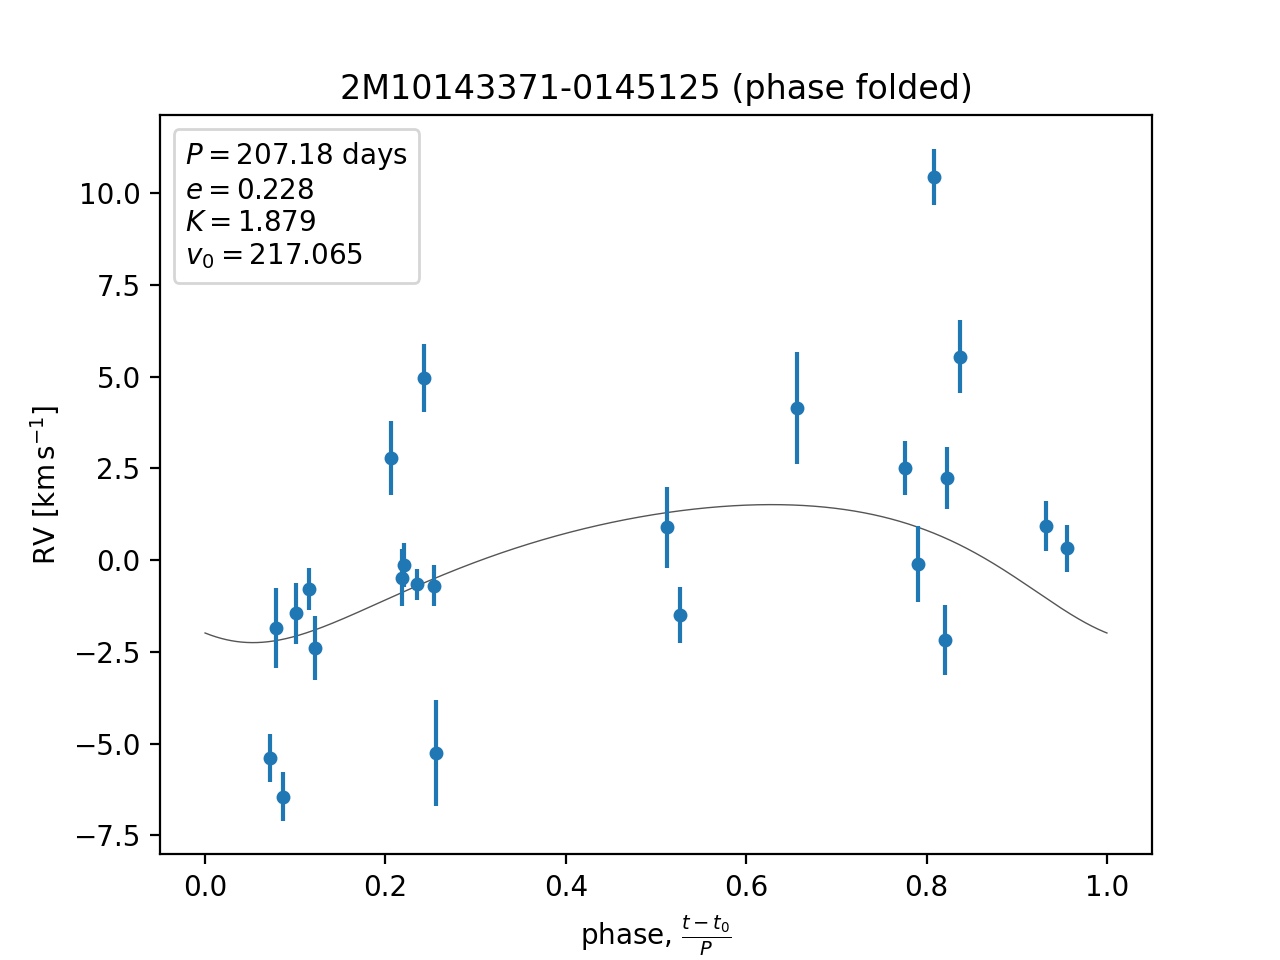 2M10143371-0145125 (phase folded)
P = 207.18 days
e = 0.228
K = 1.879
v₀ = 217.065
10.0
7.5
5.0
2.5
0.0
−2.5
−5.0
−7.5
RV [km s⁻¹]
0.0 0.2 0.4 0.6 0.8 1.0
phase, (t − t₀)/P